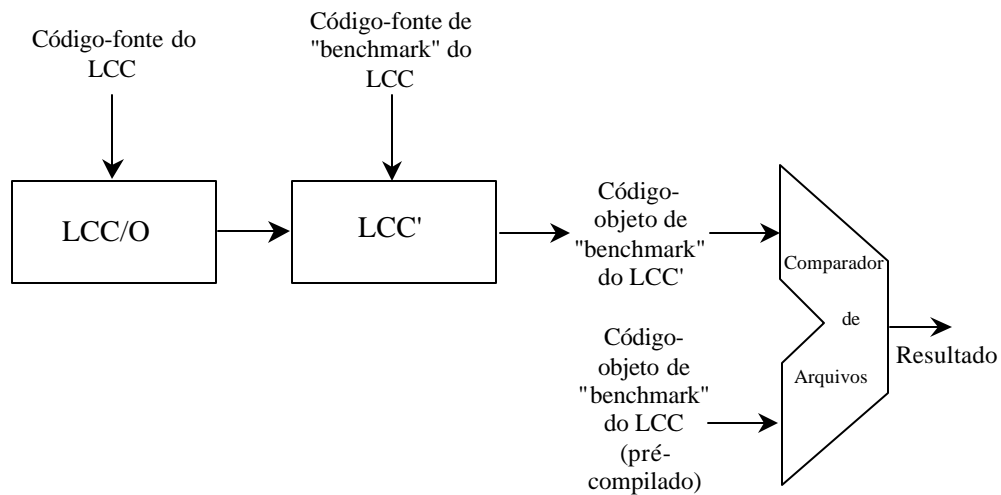 Código-fonte do
LCC
Código-fonte de
"benchmark" do
LCC
LCC/O
LCC'
Código-
objeto de
"benchmark"
do LCC'
Código-
objeto de
"benchmark"
do LCC
(pré-
compilado)
Comparador
de
Arquivos
Resultado